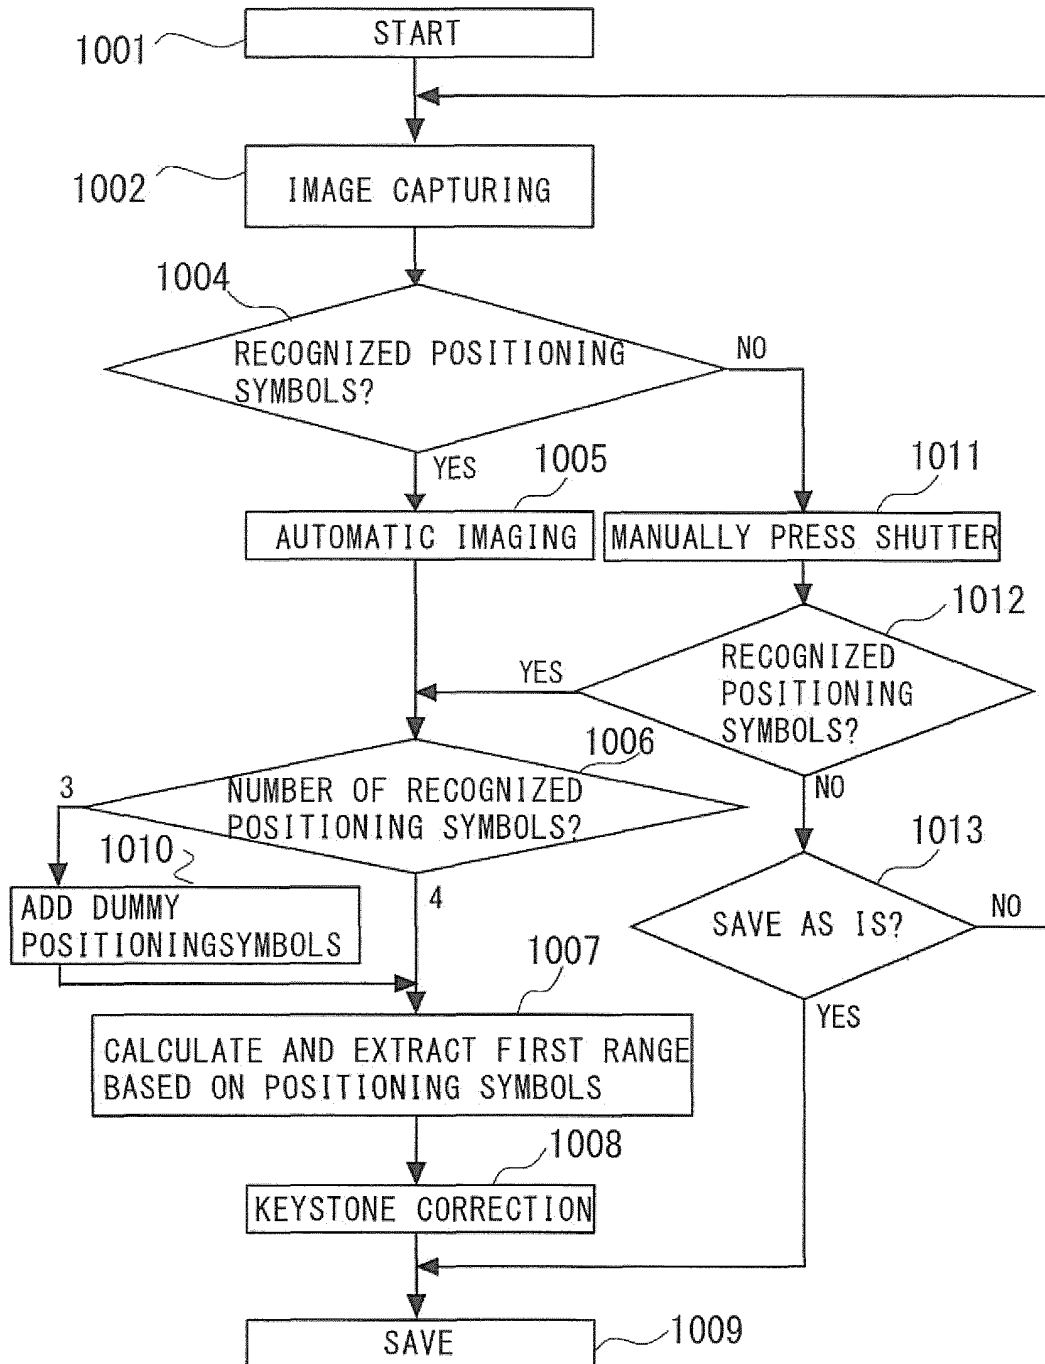 START
1001
1002
IMAGE CAPTURING
1004
RECOGNIZED POSITIONING
SYMBOLS?
NO
YES
1005
1011
AUTOMATIC IMAGING
MANUALLY PRESS SHUTTER
1012
YES
RECOGNIZED
POSITIONING
SYMBOLS?
1006
3
NUMBER OF RECOGNIZED
POSITIONING SYMBOLS?
NO
1010
4
1013
ADD DUMMY
POSITIONINGSYMBOLS
SAVE AS IS?
NO
1007
YES
CALCULATE AND EXTRACT FIRST RANGE
BASED ON POSITIONING SYMBOLS
1008
KEYSTONE CORRECTION
SAVE
1009